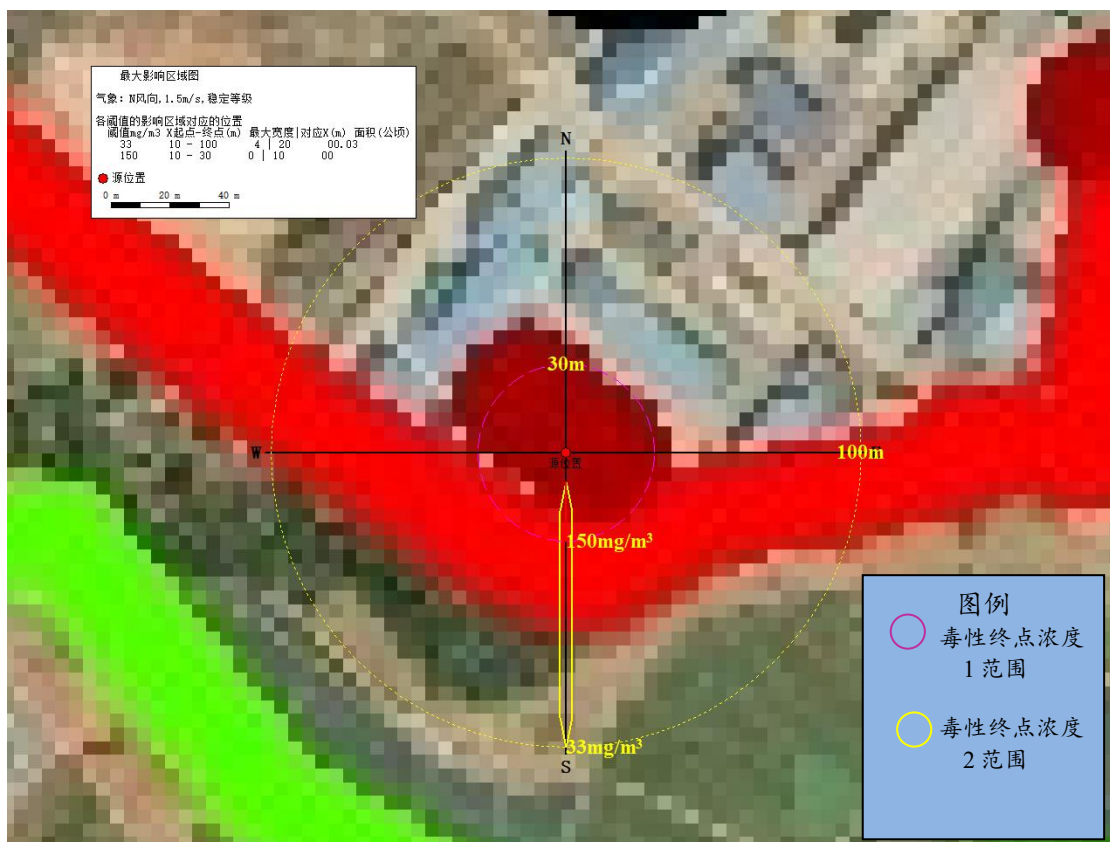 最大影响区域图
气象: N风向,1.5m/s,稳定等级
各阈值的影响区域对应的位置
阈值mg/m3 X起点-终点(m) 最大宽度|对应X(m) 面积(公顷)
33 10 - 100 4 | 20 00.03
150 10 - 30 0 | 10 00
源位置
0 m 20 m 40 m
N
30m
W
100m
源位置
150mg/m³
33mg/m³
S
图例
毒性终点浓度
1 范围
毒性终点浓度
2 范围